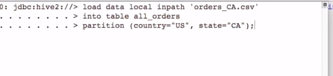 0: jdbc:hive2://> load data local inpath 'orders_CA.csv'
. . . . . . . . > into table all_orders
. . . . . . . . > partition (country="US", state="CA");